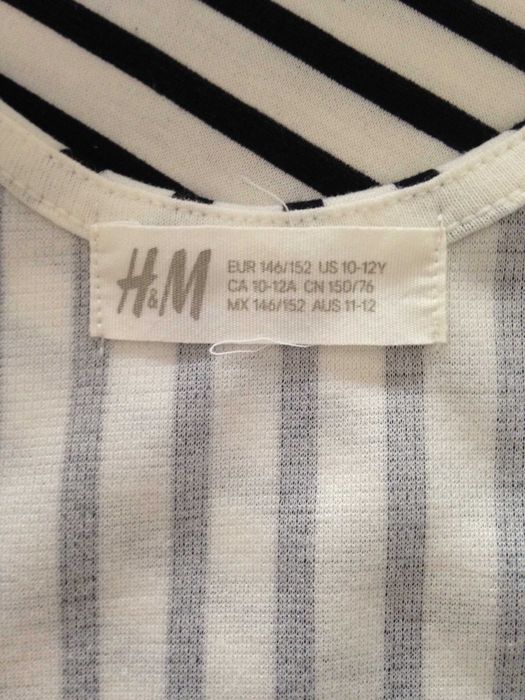 H&M
EUR 146/152 US 10-12Y
CA 10-12A CN 150/76
MX 146/152 AUS 11-12